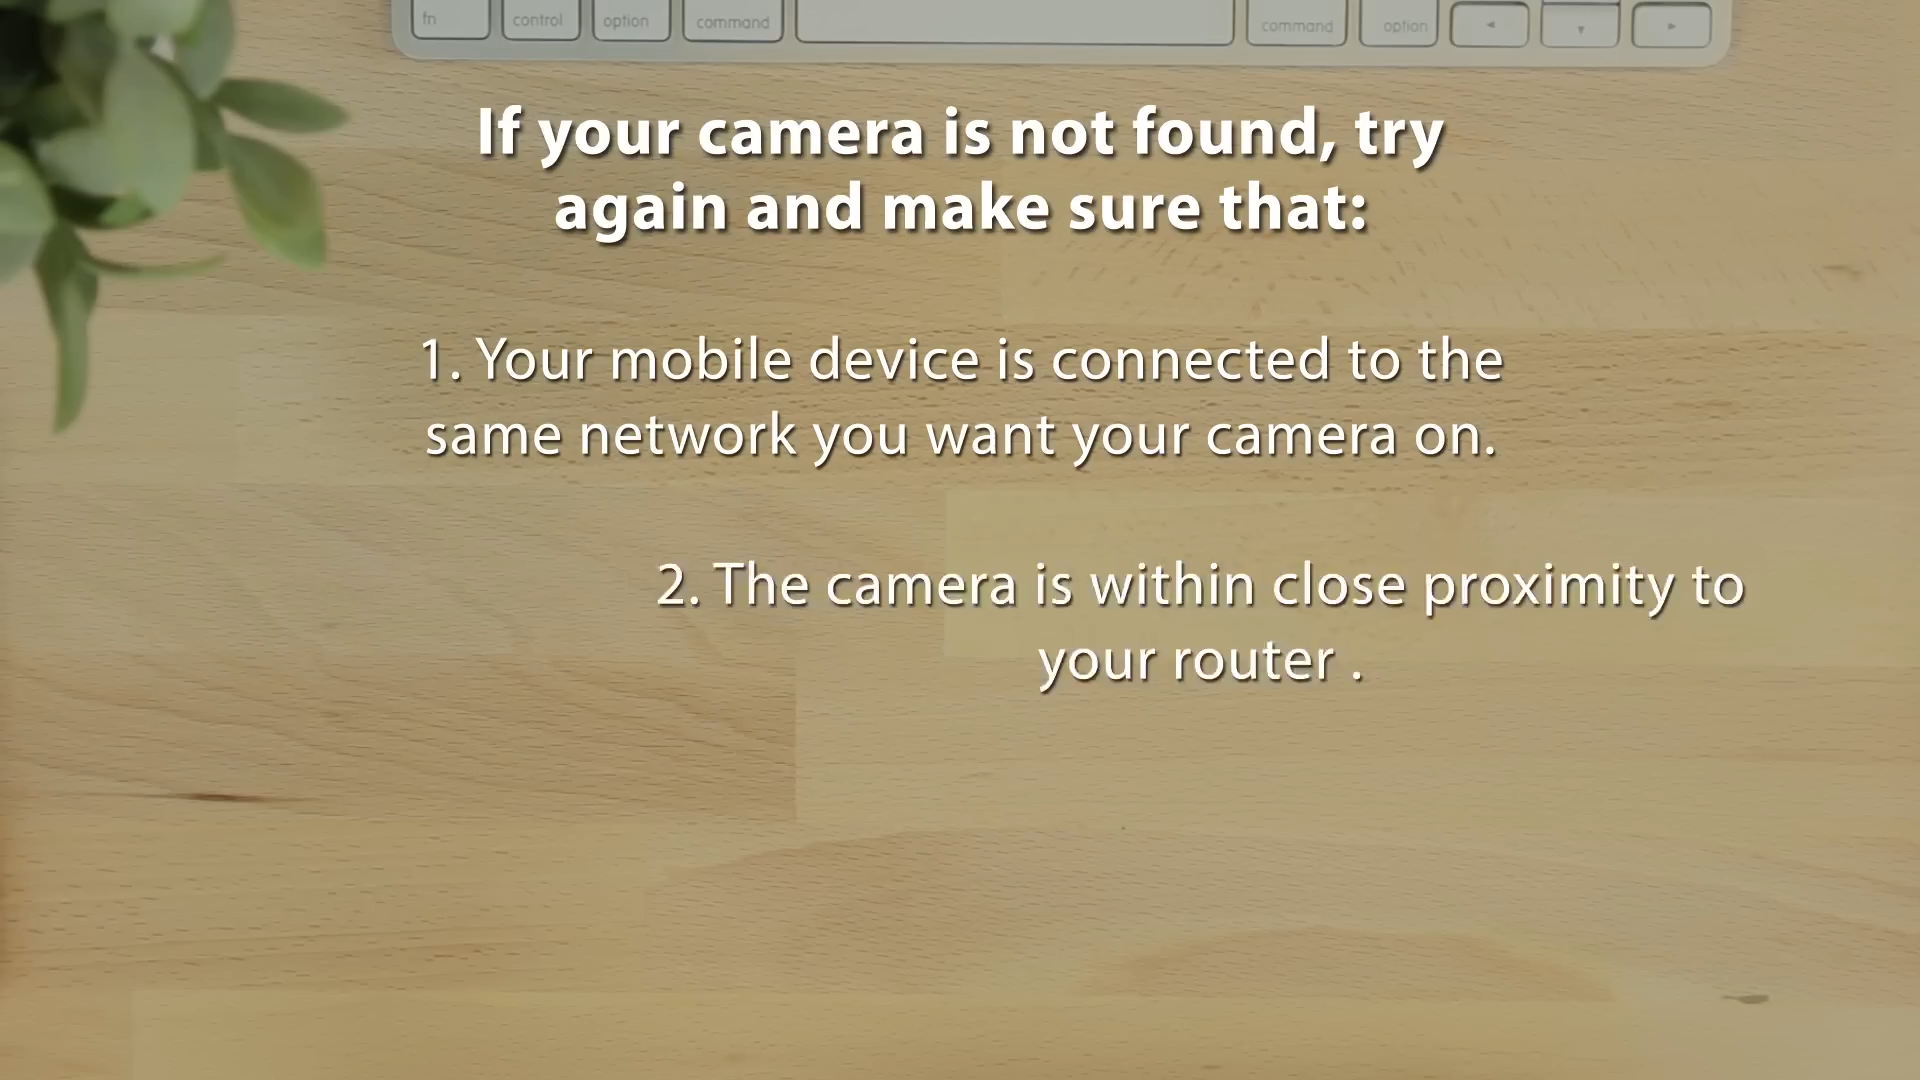 fn control option command command option
If your camera is not found, try
again and make sure that:
1. Your mobile device is connected to the
same network you want your camera on.
2. The camera is within close proximity to
your router .